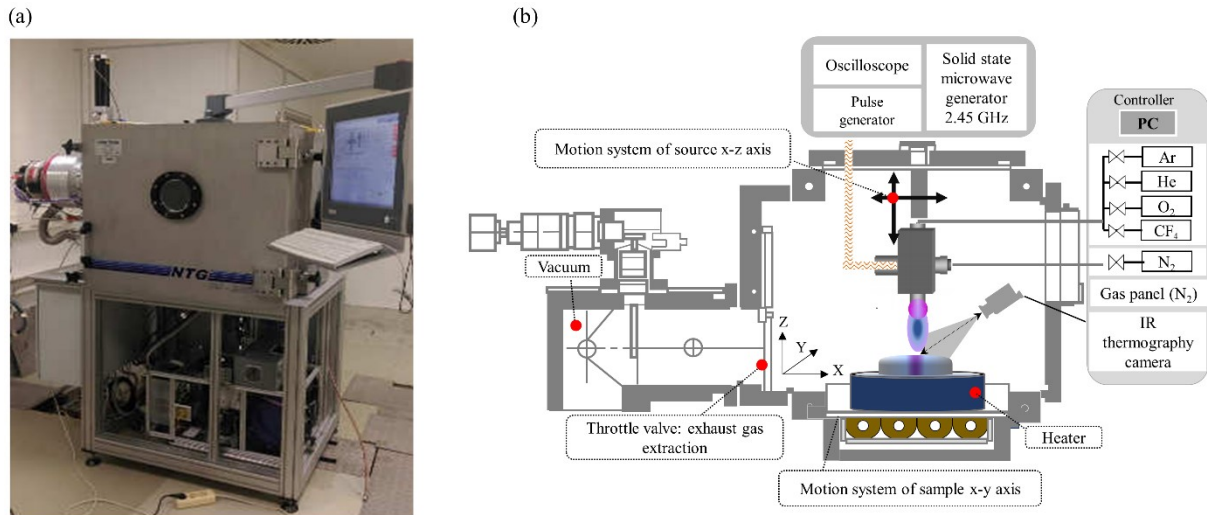 (a)
NTG
(b)
Oscilloscope
Pulse
generator
Solid state
microwave
generator
2.45 GHz
Controller
PC
Ar
He
O₂
CF₄
N₂
Gas panel (N₂)
IR
thermography
camera
Motion system of source x-z axis
Vacuum
Z
Y
X
Throttle valve: exhaust gas
extraction
Heater
Motion system of sample x-y axis